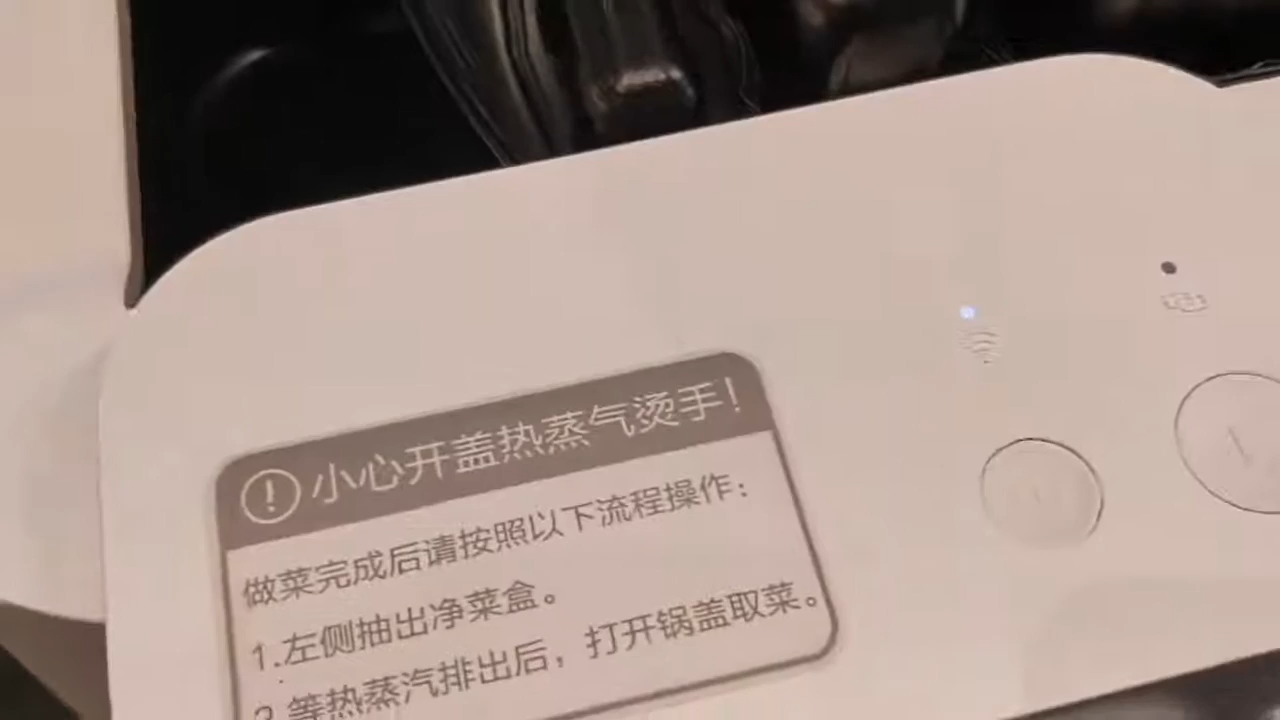 小心开盖热蒸气烫手!
做菜完成后请按照以下流程操作:
1.左侧抽出净菜盒。
2.等热蒸汽排出后，打开锅盖取菜。